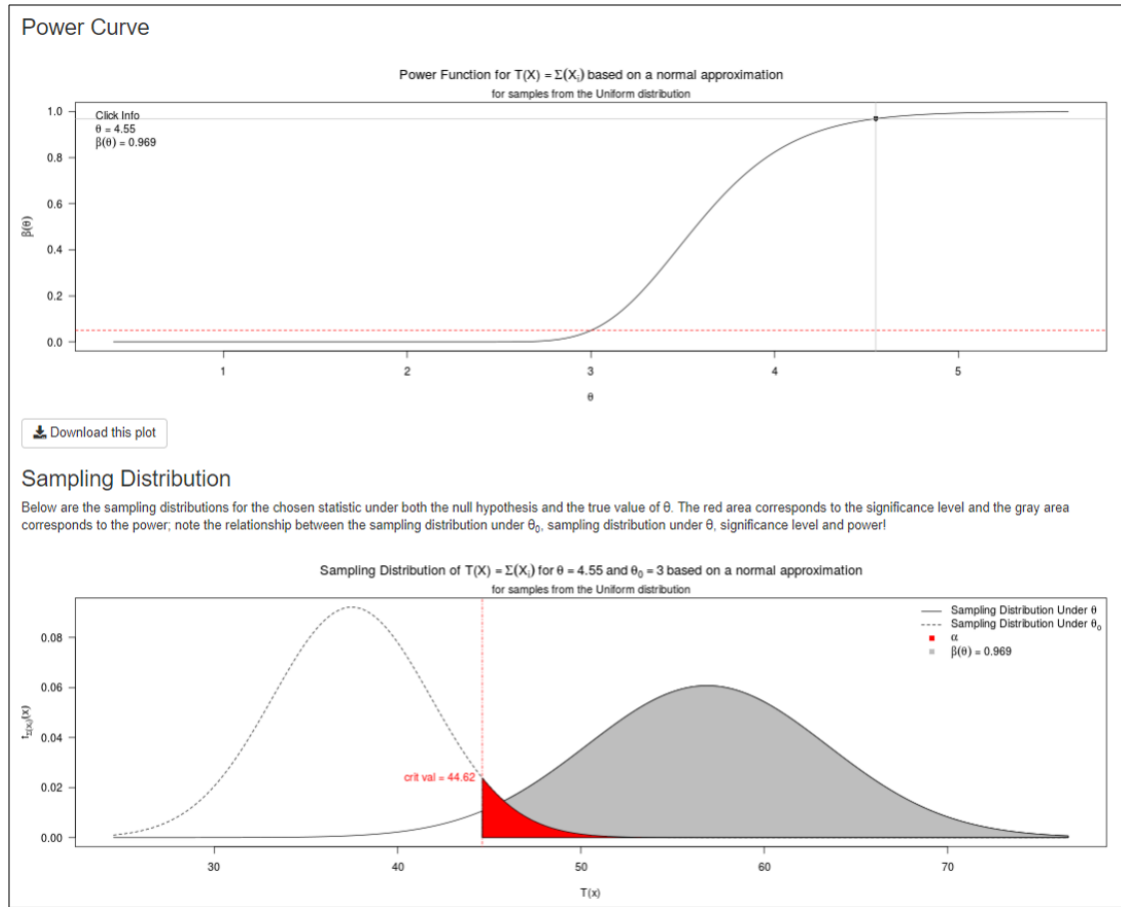 Power Curve
Power Function for T(X) = Σ(Xᵢ) based on a normal approximation
for samples from the Uniform distribution
Click Info
θ = 4.55
β(θ) = 0.969
1.0
0.8
0.6
0.4
0.2
0.0
β(θ)
1 2 3 4 5
θ
Download this plot
Sampling Distribution
Below are the sampling distributions for the chosen statistic under both the null hypothesis and the true value of θ. The red area corresponds to the significance level and the gray area
corresponds to the power; note the relationship between the sampling distribution under θ₀, sampling distribution under θ, significance level and power!
Sampling Distribution of T(X) = Σ(Xᵢ) for θ = 4.55 and θ₀ = 3 based on a normal approximation
for samples from the Uniform distribution
Sampling Distribution Under θ
Sampling Distribution Under θ₀
α
β(θ) = 0.969
0.08
0.06
0.04
0.02
0.00
f_Σ(Xᵢ)(x)
crit val = 44.62
30 40 50 60 70
T(x)